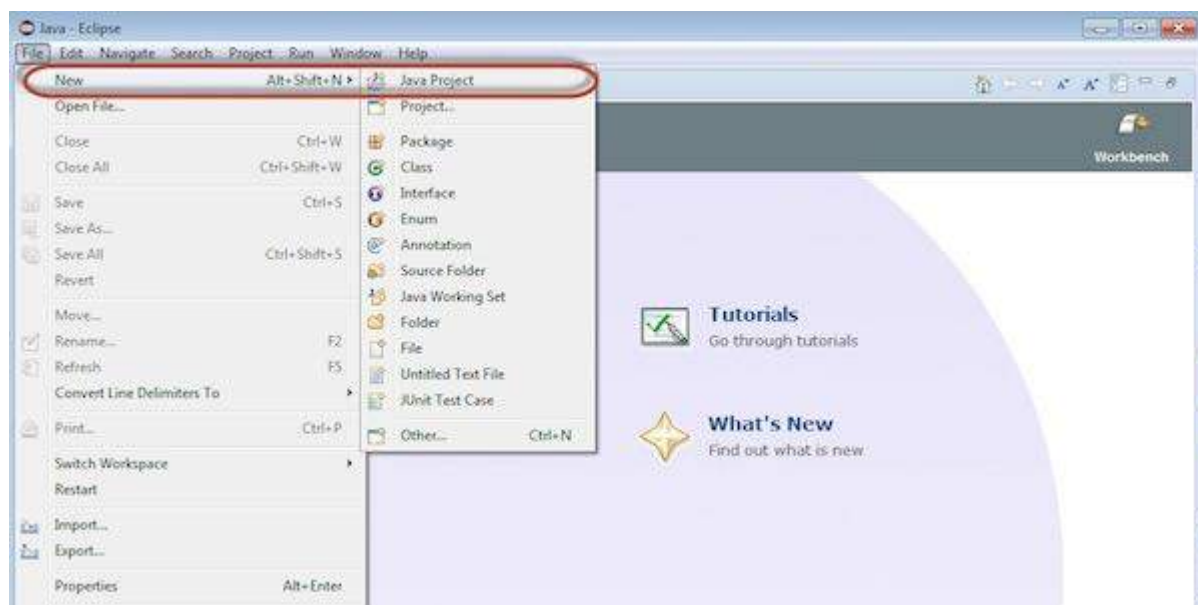 Java - Eclipse
File Edit Navigate Search Project Run Window Help
New Alt+Shift+N
Open File...
Close Ctrl+W
Close All Ctrl+Shift+W
Save Ctrl+S
Save As...
Save All Ctrl+Shift+S
Revert
Move...
Rename... F2
Refresh F5
Convert Line Delimiters To
Print... Ctrl+P
Switch Workspace
Restart
Import...
Export...
Properties Alt+Enter
Java Project
Project...
Package
Class
Interface
Enum
Annotation
Source Folder
Java Working Set
Folder
File
Untitled Text File
JUnit Test Case
Other... Ctrl+N
Workbench
Tutorials
Go through tutorials
What's New
Find out what is new